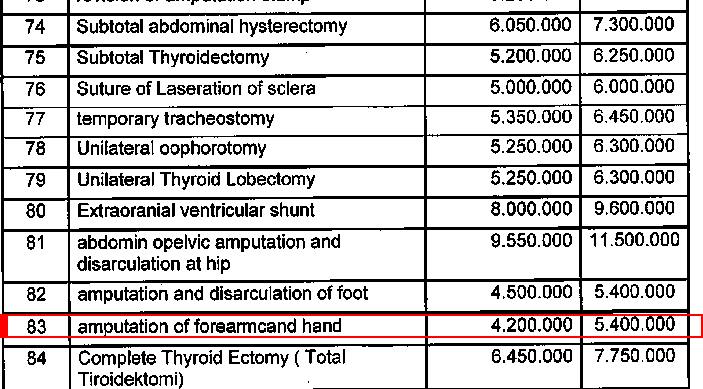 74 Subtotal abdominal hysterectomy 6.050.000 7.300.000
75 Subtotal Thyroidectomy 5.200.000 6.250.000
76 Suture of Laseration of sclera 5.000.000 6.000.000
77 temporary tracheostomy 5.350.000 6.450.000
78 Unilateral oophorotomy 5.250.000 6.300.000
79 Unilateral Thyroid Lobectomy 5.250.000 6.300.000
80 Extraoranial ventricular shunt 8.000.000 9.600.000
81 abdomin opelvic amputation and 9.550.000 11.500.000
disarculation at hip
82 amputation and disarculation of foot 4.500.000 5.400.000
83 amputation of forearmcand hand 4.200.000 5.400.000
84 Complete Thyroid Ectomy ( Total 6.450.000 7.750.000
Tiroidektomi)